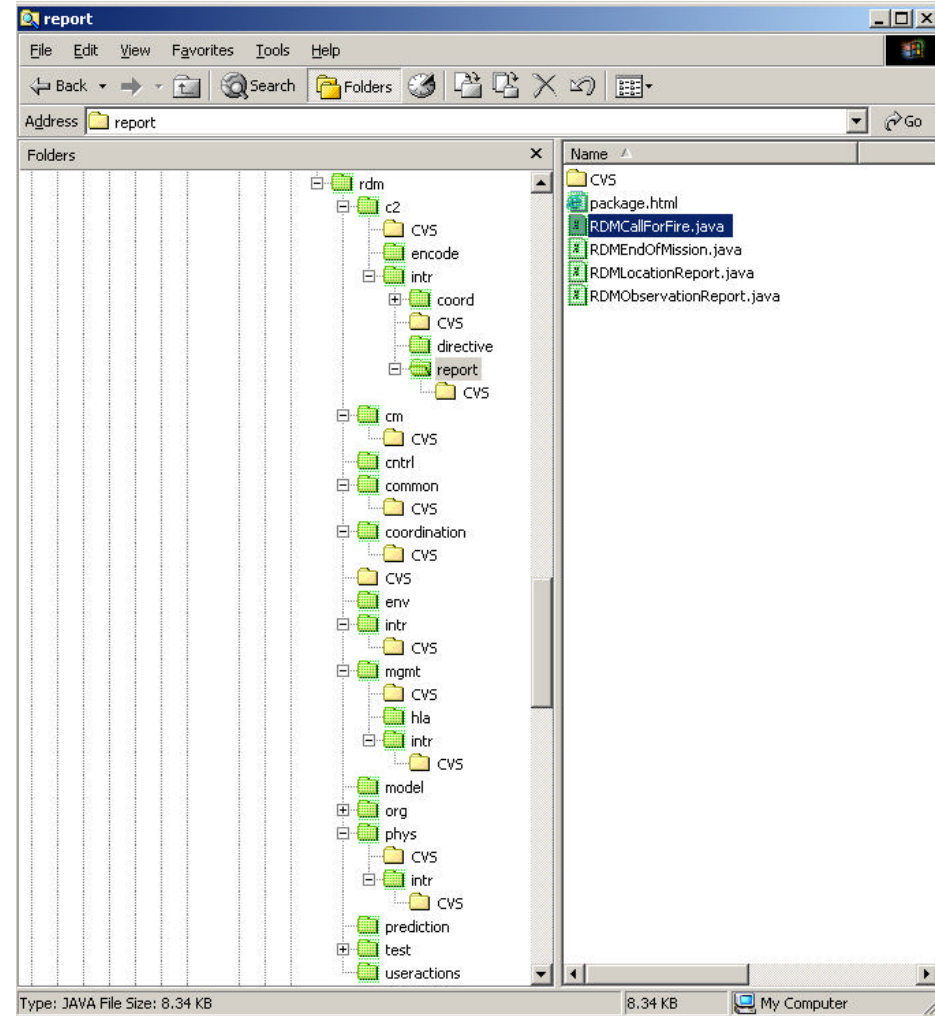 report
File Edit View Favorites Tools Help
Back Search Folders
Address report Go
Folders
rdm
c2
CVS
encode
intr
coord
CVS
directive
report
CVS
cm
CVS
cntrl
common
CVS
coordination
CVS
CVS
env
intr
CVS
mgmt
CVS
hla
intr
CVS
model
org
phys
CVS
intr
CVS
prediction
test
useractions
Name
CVS
package.html
RDMCallForFire.java
RDMEndOfMission.java
RDMLocationReport.java
RDMObservationReport.java
Type: JAVA File Size: 8.34 KB 8.34 KB My Computer